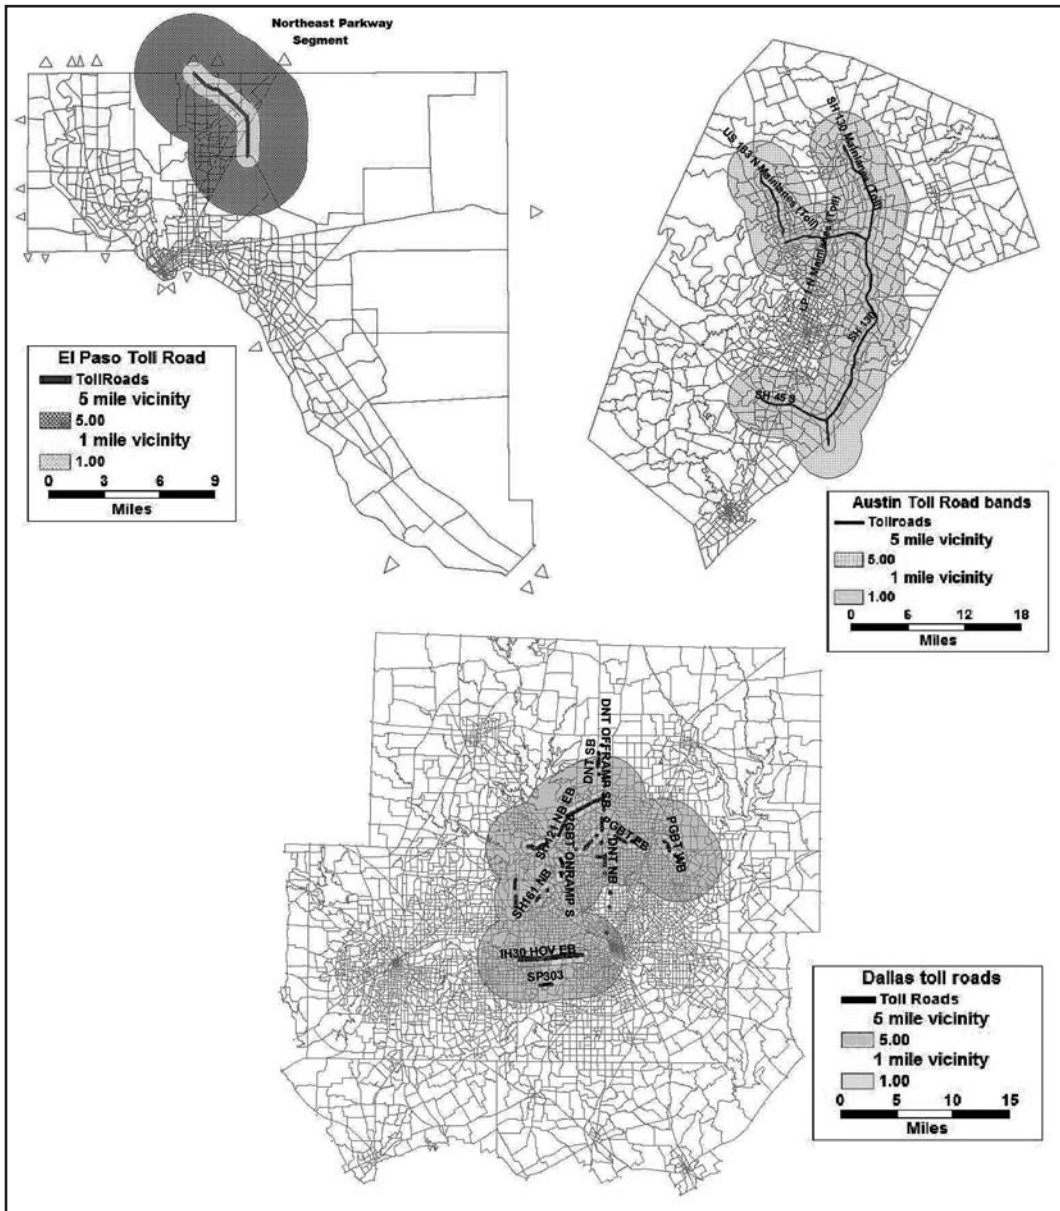 Northeast Parkway
Segment
El Paso Toll Road
TollRoads
5 mile vicinity
5.00
1 mile vicinity
1.00
0 3 6 9
Miles
US 183 N Mainlanes (Toll)
SH 130 Mainlanes (Toll)
LP 1 N Mainlanes (Toll)
SH 130
SH 45 S
Austin Toll Road bands
Tollroads
5 mile vicinity
5.00
1 mile vicinity
1.00
0 6 12 18
Miles
DNT OFFRAMP SB
DNT SB
SH121 NB EB
PGBT ONRAMP S
PGBT EB
PGBT WB
DNT NB
SH161 NB
IH30 HOV EB
SP303
Dallas toll roads
Toll Roads
5 mile vicinity
5.00
1 mile vicinity
1.00
0 5 10 15
Miles